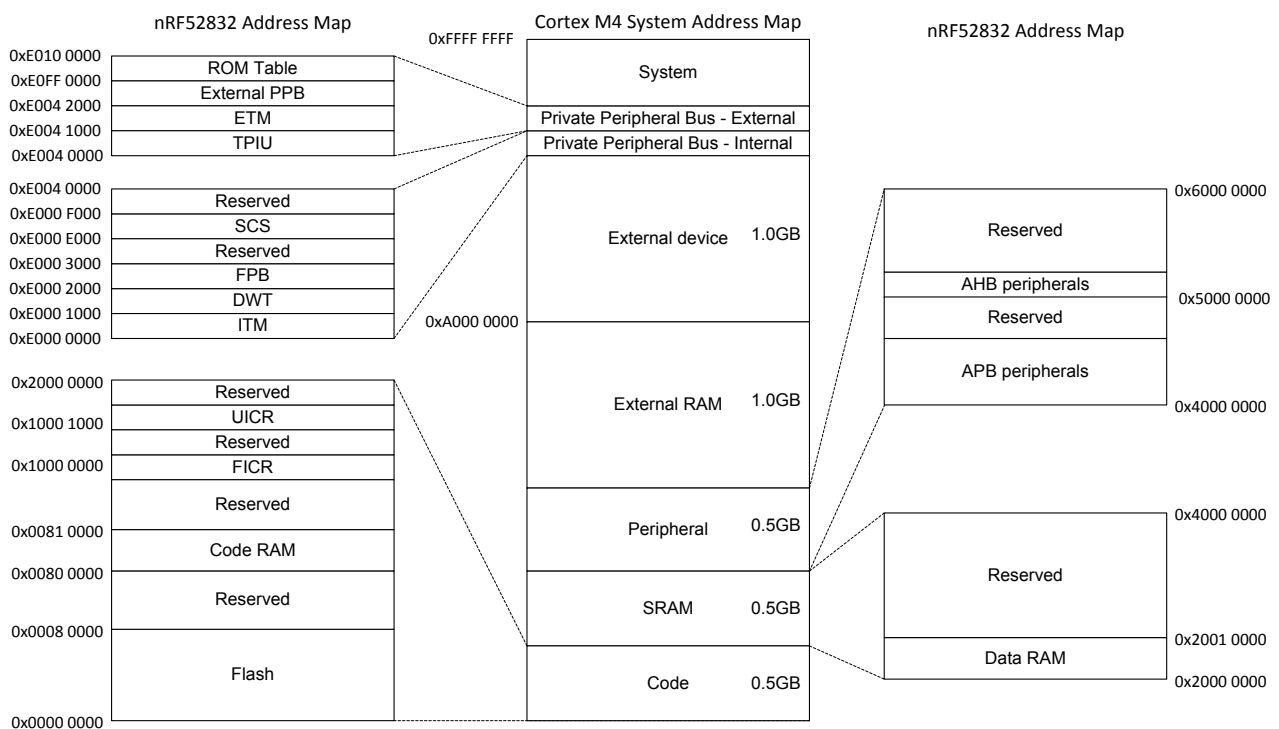 nRF52832 Address Map
0xE010 0000
ROM Table
0xE0FF 0000
External PPB
0xE004 2000
ETM
0xE004 1000
TPIU
0xE004 0000
0xE004 0000
Reserved
0xE000 F000
SCS
0xE000 E000
Reserved
0xE000 3000
FPB
0xE000 2000
DWT
0xE000 1000
ITM
0xE000 0000
0x2000 0000
Reserved
UICR
0x1000 1000
Reserved
0x1000 0000
FICR
Reserved
0x0081 0000
Code RAM
0x0080 0000
Reserved
0x0008 0000
Flash
0x0000 0000
Cortex M4 System Address Map
0xFFFF FFFF
System
Private Peripheral Bus - External
Private Peripheral Bus - Internal
External device 1.0GB
0xA000 0000
External RAM 1.0GB
Peripheral 0.5GB
SRAM 0.5GB
Code 0.5GB
nRF52832 Address Map
0x6000 0000
Reserved
AHB peripherals
0x5000 0000
Reserved
APB peripherals
0x4000 0000
0x4000 0000
Reserved
0x2001 0000
Data RAM
0x2000 0000